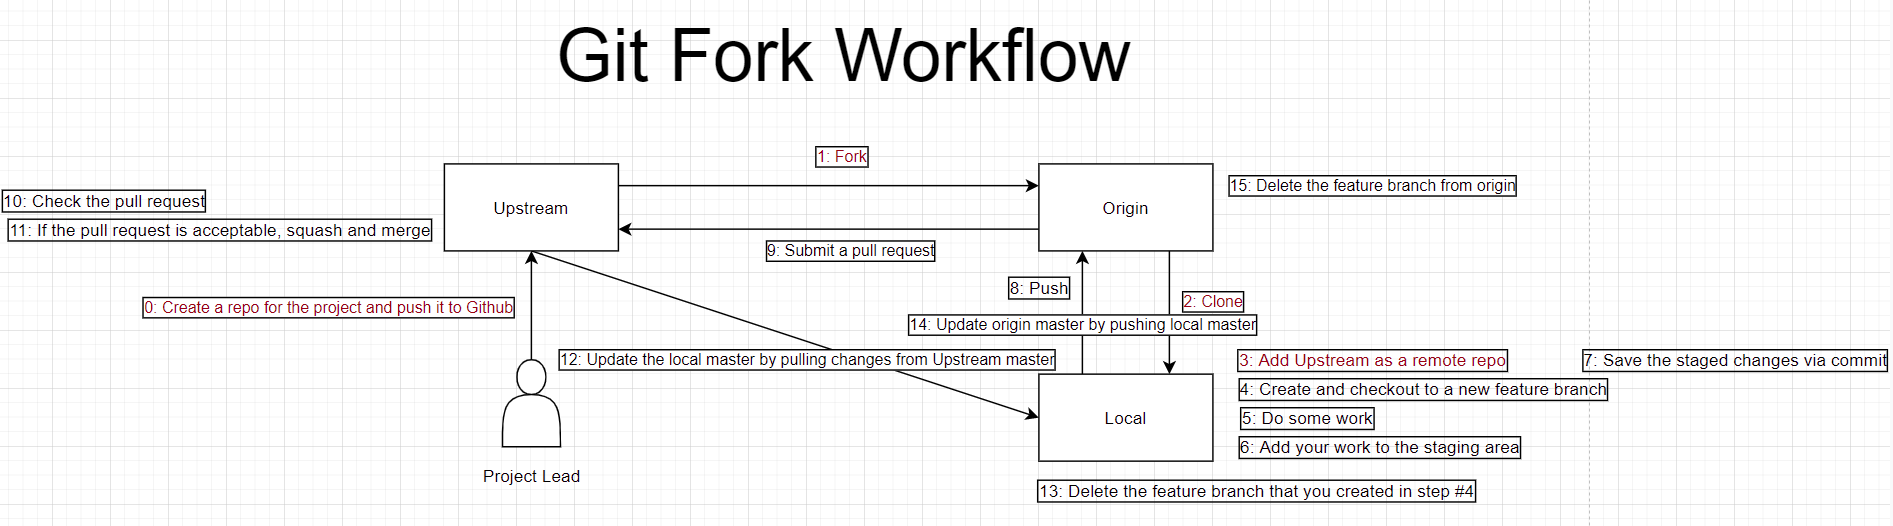 Git Fork Workflow
1: Fork
Upstream
Origin
10: Check the pull request
11: If the pull request is acceptable, squash and merge
15: Delete the feature branch from origin
9: Submit a pull request
8: Push
2: Clone
0: Create a repo for the project and push it to Github
14: Update origin master by pushing local master
12: Update the local master by pulling changes from Upstream master
3: Add Upstream as a remote repo
7: Save the staged changes via commit
4: Create and checkout to a new feature branch
Local
5: Do some work
6: Add your work to the staging area
Project Lead
13: Delete the feature branch that you created in step #4